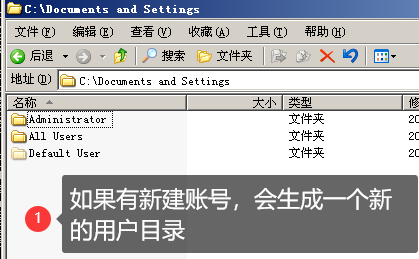 C:\Documents and Settings
文件(F) 编辑(E) 查看(V) 收藏(A) 工具(T) 帮助(H)
后退 搜索 文件夹
地址(D) C:\Documents and Settings
名称 大小 类型 修
Administrator 文件夹 20
All Users 文件夹 20
Default User 文件夹 20
1 如果有新建账号，会生成一个新
的用户目录